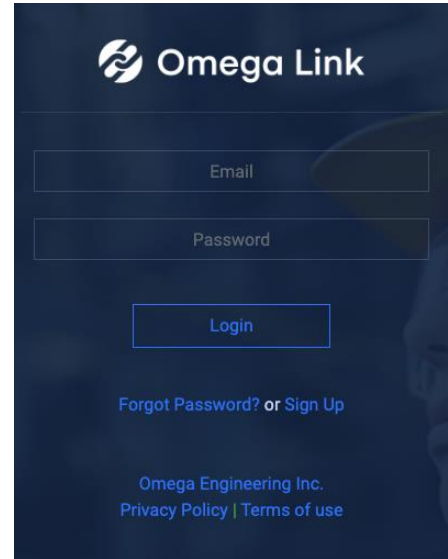 Omega Link
Email
Password
Login
Forgot Password? or Sign Up
Omega Engineering Inc.
Privacy Policy | Terms of use